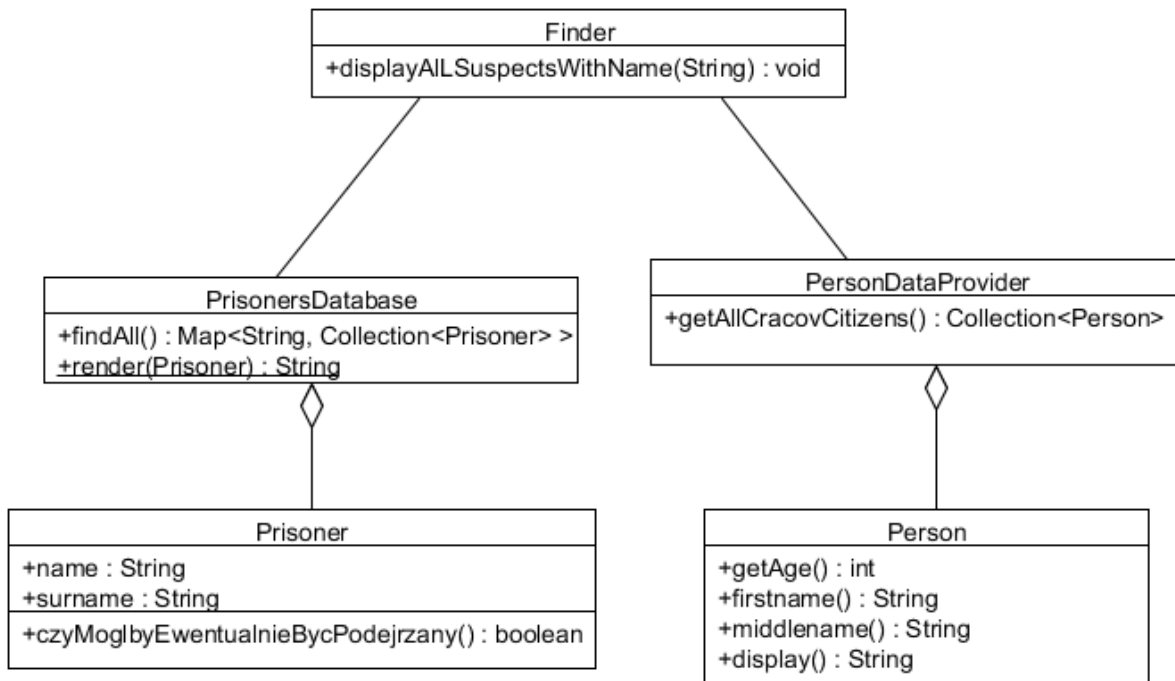 Finder
+displayAlLSuspectsWithName(String) : void
PrisonersDatabase
+findAll() : Map<String, Collection<Prisoner> >
+render(Prisoner) : String
PersonDataProvider
+getAllCracovCitizens() : Collection<Person>
Prisoner
+name : String
+surname : String
+czyMoglbyEwentualnieBycPodejrzany() : boolean
Person
+getAge() : int
+firstname() : String
+middlename() : String
+display() : String